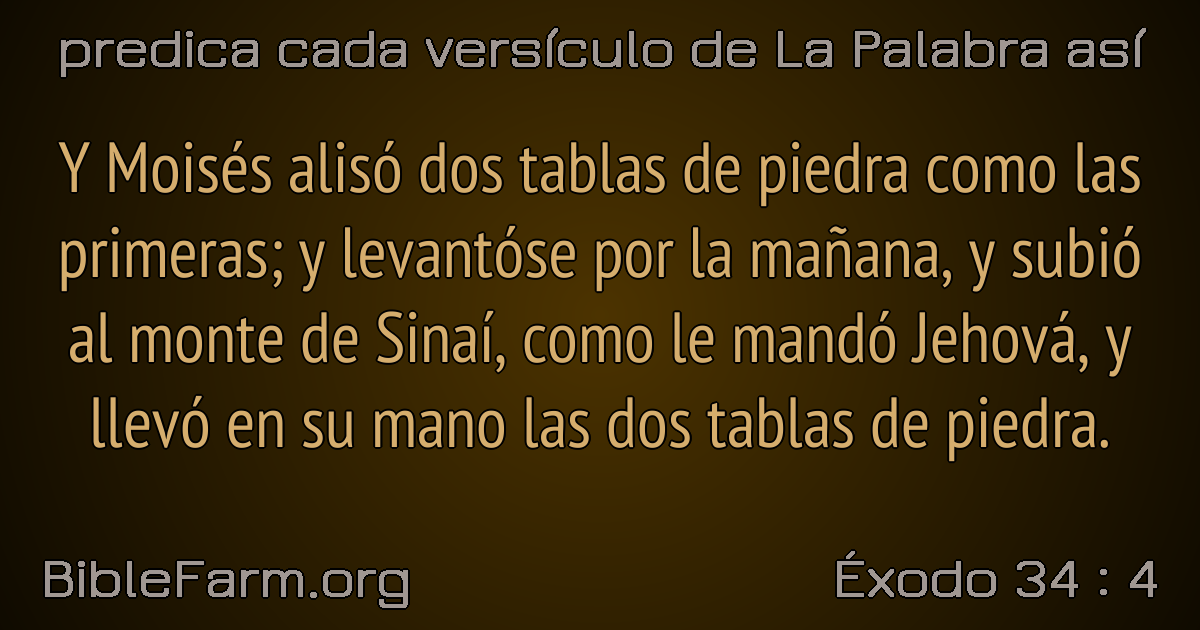 predica cada versículo de La Palabra así
Y Moisés alisó dos tablas de piedra como las
primeras; y levantóse por la mañana, y subió
al monte de Sinaí, como le mandó Jehová, y
llevó en su mano las dos tablas de piedra.
BibleFarm.org
Éxodo 34 : 4